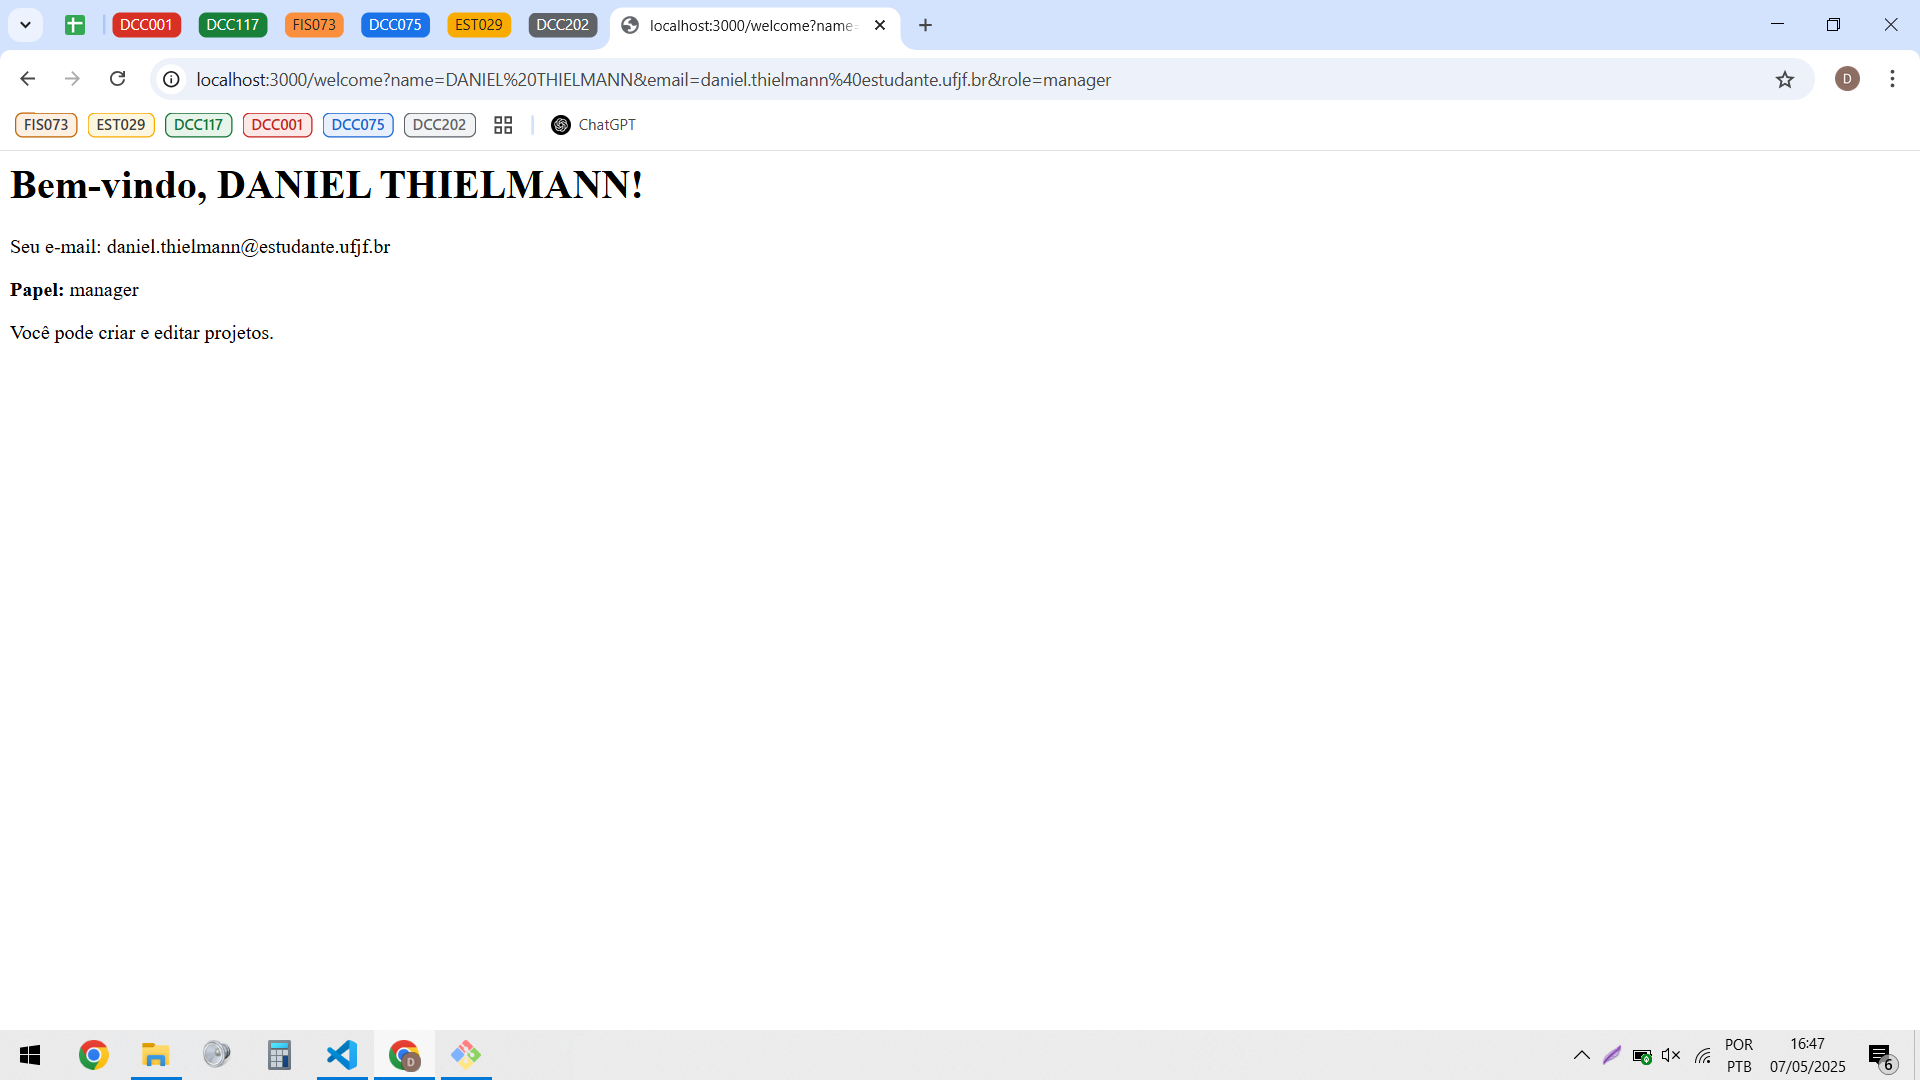 DCC001 DCC117 FIS073 DCC075 EST029 DCC202 localhost:3000/welcome?name=
localhost:3000/welcome?name=DANIEL%20THIELMANN&email=daniel.thielmann%40estudante.ufjf.br&role=manager D
FIS073 EST029 DCC117 DCC001 DCC075 DCC202 ChatGPT
Bem-vindo, DANIEL THIELMANN!
Seu e-mail: daniel.thielmann@estudante.ufjf.br
Papel: manager
Você pode criar e editar projetos.
D
POR 16:47
PTB 07/05/2025 6